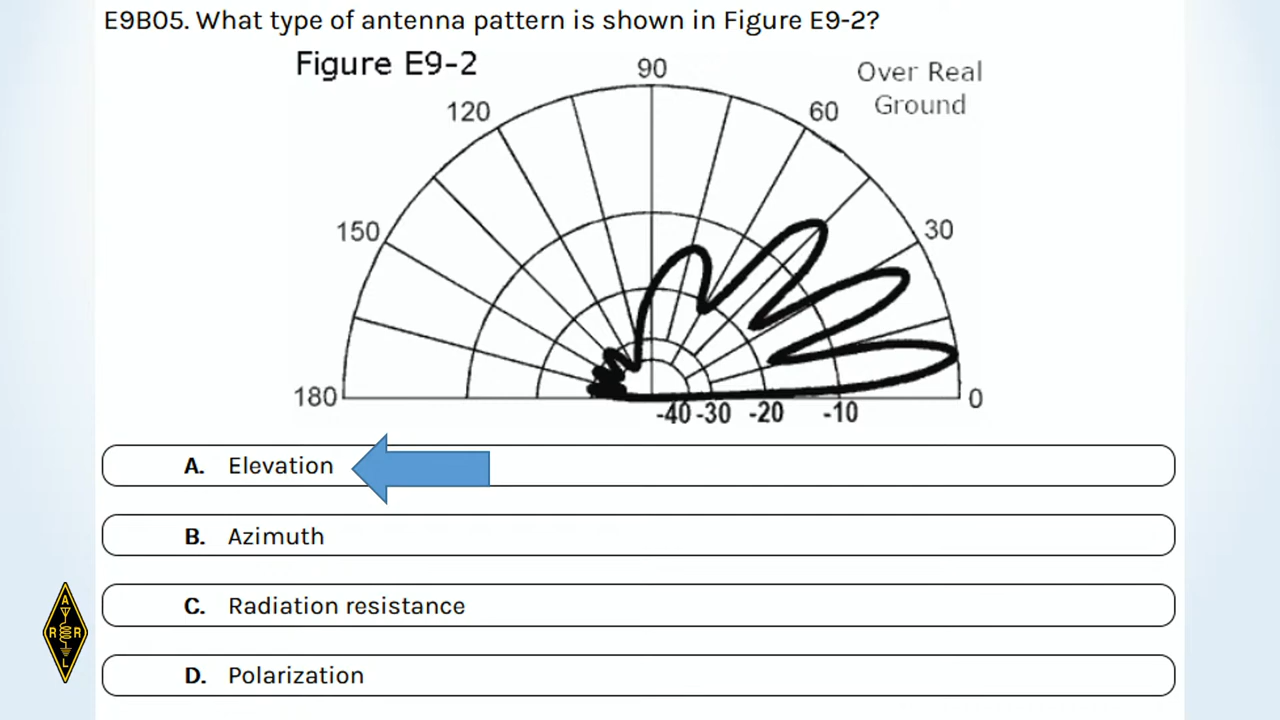 E9B05. What type of antenna pattern is shown in Figure E9-2?
Figure E9-2
90
Over Real
Ground
120
60
150
30
180
0
-40 -30 -20 -10
A. Elevation
B. Azimuth
C. Radiation resistance
D. Polarization
A
R R
L